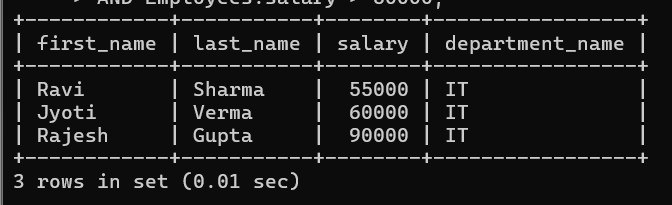 > AND Employees.salary >
+------------+-----------+--------+-----------------+
| first_name | last_name | salary | department_name |
+------------+-----------+--------+-----------------+
| Ravi       | Sharma    |  55000 | IT              |
| Jyoti      | Verma     |  60000 | IT              |
| Rajesh     | Gupta     |  90000 | IT              |
+------------+-----------+--------+-----------------+
3 rows in set (0.01 sec)